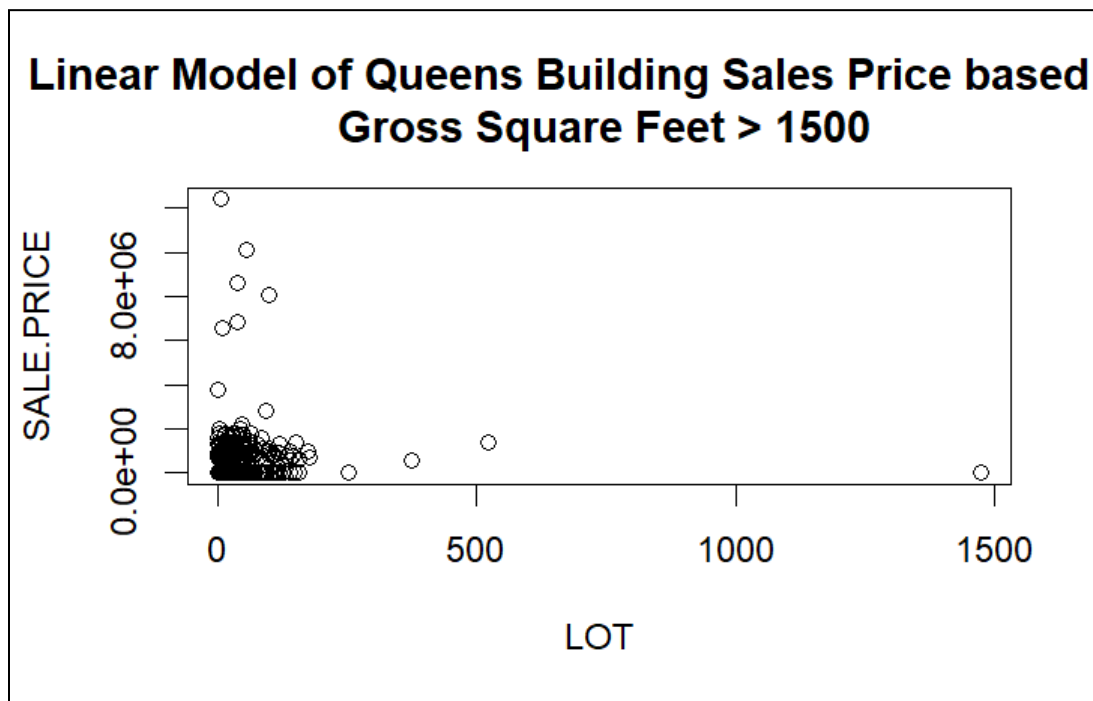 Linear Model of Queens Building Sales Price based
Gross Square Feet > 1500
SALE.PRICE
8.0e+06
0.0e+00
0 500 1000 1500
LOT